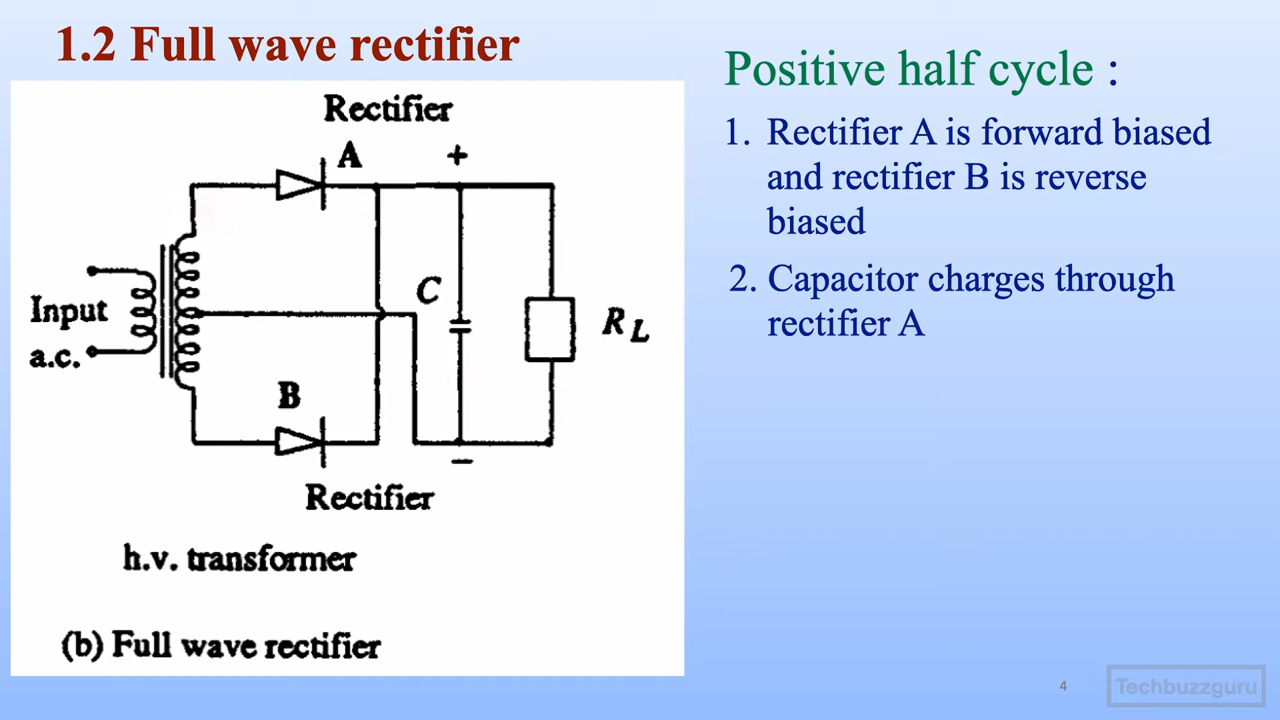 1.2 Full wave rectifier
Rectifier
A
+
Input
a.c.
C
R_L
B
−
Rectifier
h.v. transformer
(b) Full wave rectifier
Positive half cycle :
1. Rectifier A is forward biased
and rectifier B is reverse
biased
2. Capacitor charges through
rectifier A
4
Techbuzzguru